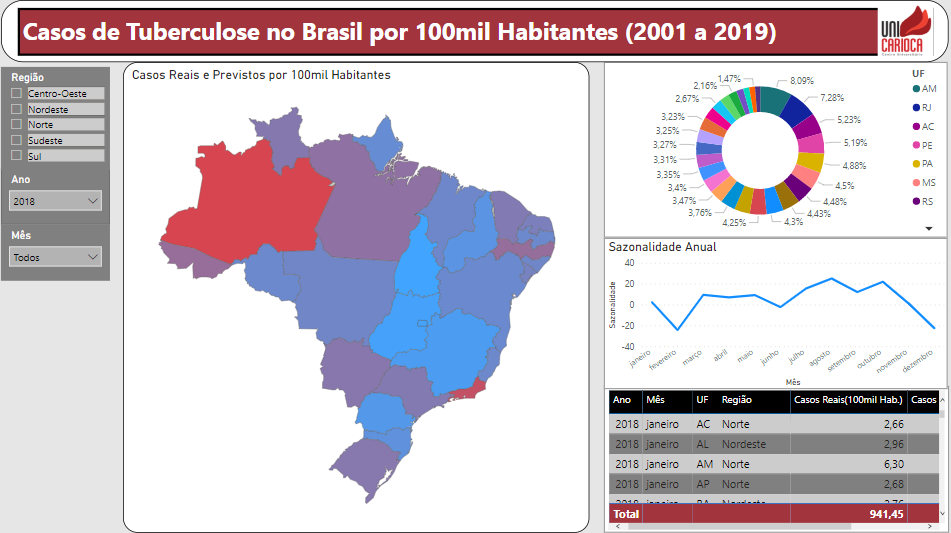 Casos de Tuberculose no Brasil por 100mil Habitantes (2001 a 2019)
UNI
CARIOCA
Região
Centro-Oeste
Nordeste
Norte
Sudeste
Sul
Ano
2018
Mês
Todos
Casos Reais e Previstos por 100mil Habitantes
8,09%
7,28%
5,23%
5,19%
4,88%
4,5%
4,48%
4,43%
4,3%
4,25%
3,76%
3,47%
3,4%
3,35%
3,31%
3,27%
3,25%
3,23%
2,67%
2,16%
1,47%
UF
AM
RJ
AC
PE
PA
MS
RS
Sazonalidade Anual
Sazonalidade
40
20
0
-20
-40
janeiro
fevereiro
março
abril
maio
junho
julho
agosto
setembro
outubro
novembro
dezembro
Mês
Ano Mês UF Região Casos Reais(100mil Hab.) Casos
2018 janeiro AC Norte 2,66
2018 janeiro AL Nordeste 2,96
2018 janeiro AM Norte 6,30
2018 janeiro AP Norte 2,68
2018 janeiro BA Nordeste 2,76
Total 941,45